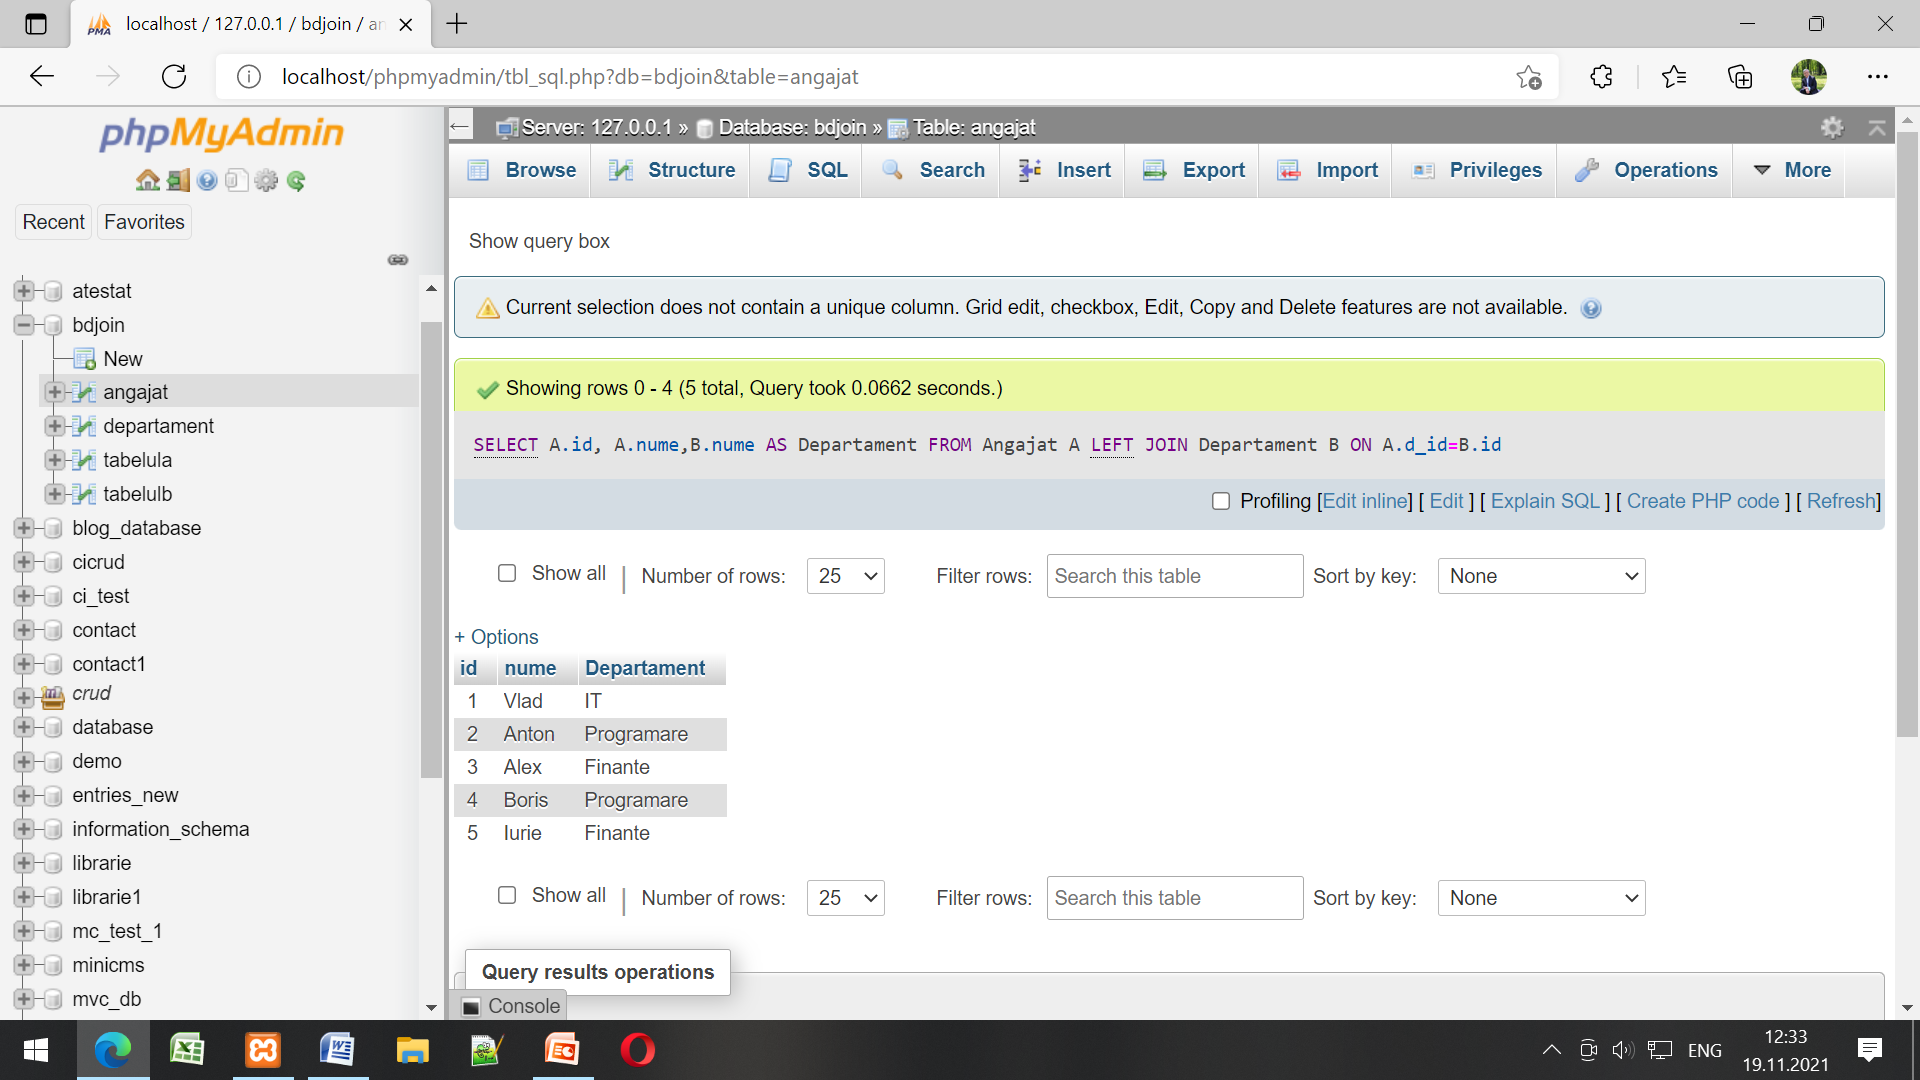 localhost / 127.0.0.1 / bdjoin / an
localhost/phpmyadmin/tbl_sql.php?db=bdjoin&table=angajat
phpMyAdmin
Recent Favorites
atestat
bdjoin
New
angajat
departament
tabelula
tabelulb
blog_database
cicrud
ci_test
contact
contact1
crud
database
demo
entries_new
information_schema
librarie
librarie1
mc_test_1
minicms
mvc_db
Server: 127.0.0.1 » Database: bdjoin » Table: angajat
Browse Structure SQL Search Insert Export Import Privileges Operations More
Show query box
Current selection does not contain a unique column. Grid edit, checkbox, Edit, Copy and Delete features are not available.
Showing rows 0 - 4 (5 total, Query took 0.0662 seconds.)
SELECT A.id, A.nume,B.nume AS Departament FROM Angajat A LEFT JOIN Departament B ON A.d_id=B.id
Profiling [Edit inline] [ Edit ] [ Explain SQL ] [ Create PHP code ] [ Refresh]
Show all | Number of rows: 25 Filter rows: Search this table Sort by key: None
+ Options
id nume Departament
1 Vlad IT
2 Anton Programare
3 Alex Finante
4 Boris Programare
5 Iurie Finante
Show all | Number of rows: 25 Filter rows: Search this table Sort by key: None
Query results operations
Console
ENG
12:33
19.11.2021